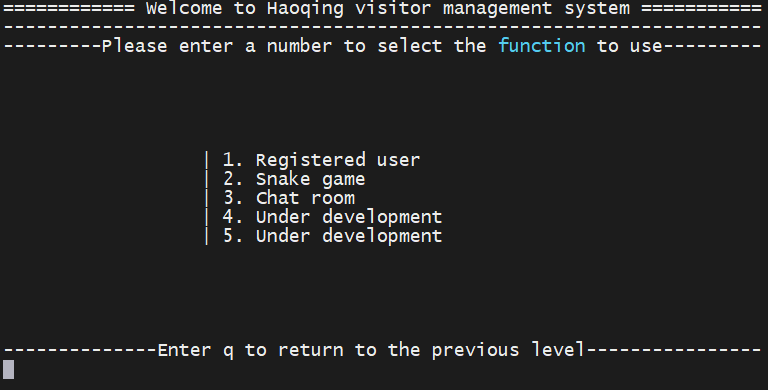 ============ Welcome to Haoqing visitor management system ===========
---------------------------------------------------------------------
---------Please enter a number to select the function to use---------
| 1. Registered user
| 2. Snake game
| 3. Chat room
| 4. Under development
| 5. Under development
--------------Enter q to return to the previous level----------------